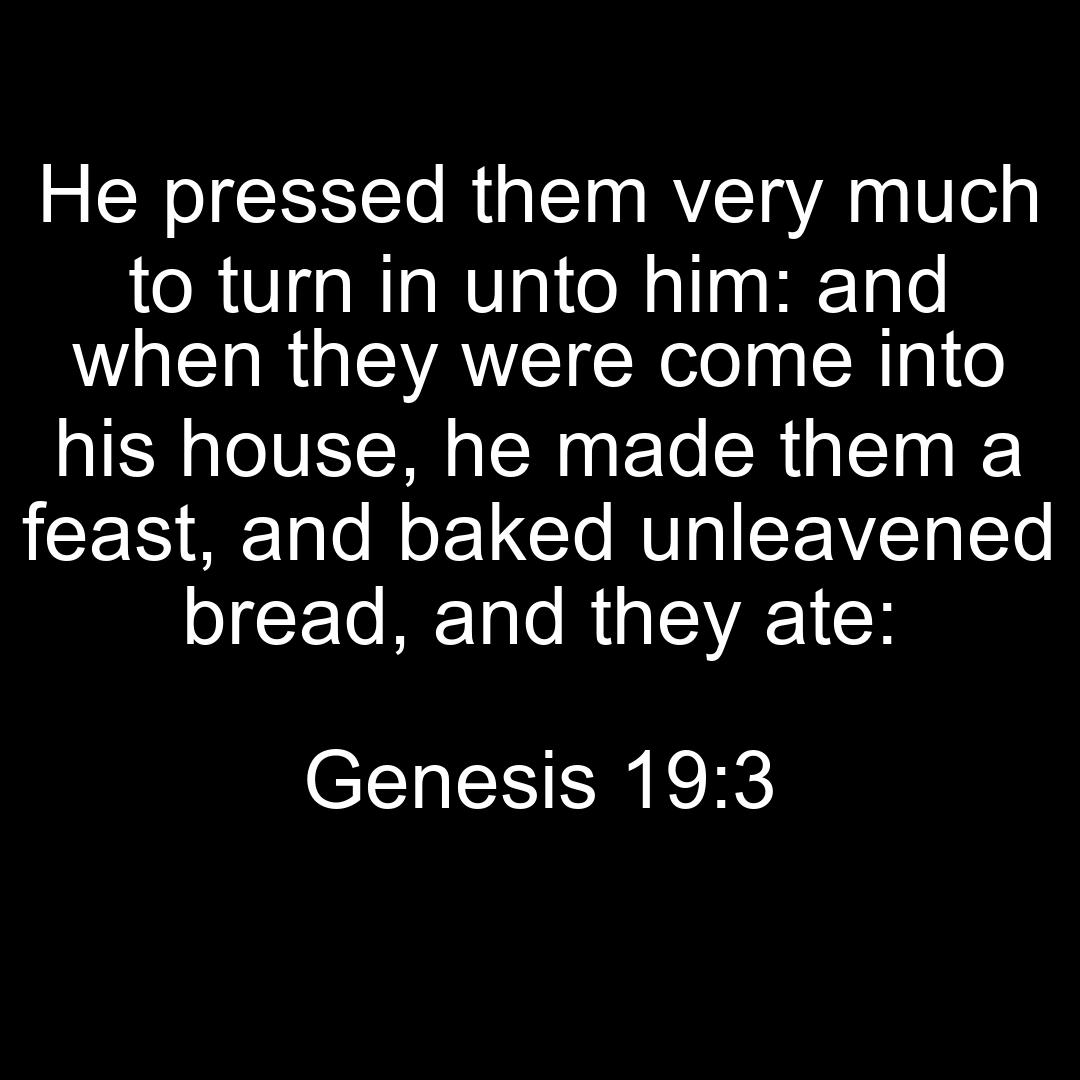 He pressed them very much
to turn in unto him: and
when they were come into
his house, he made them a
feast, and baked unleavened
bread, and they ate:
Genesis 19:3